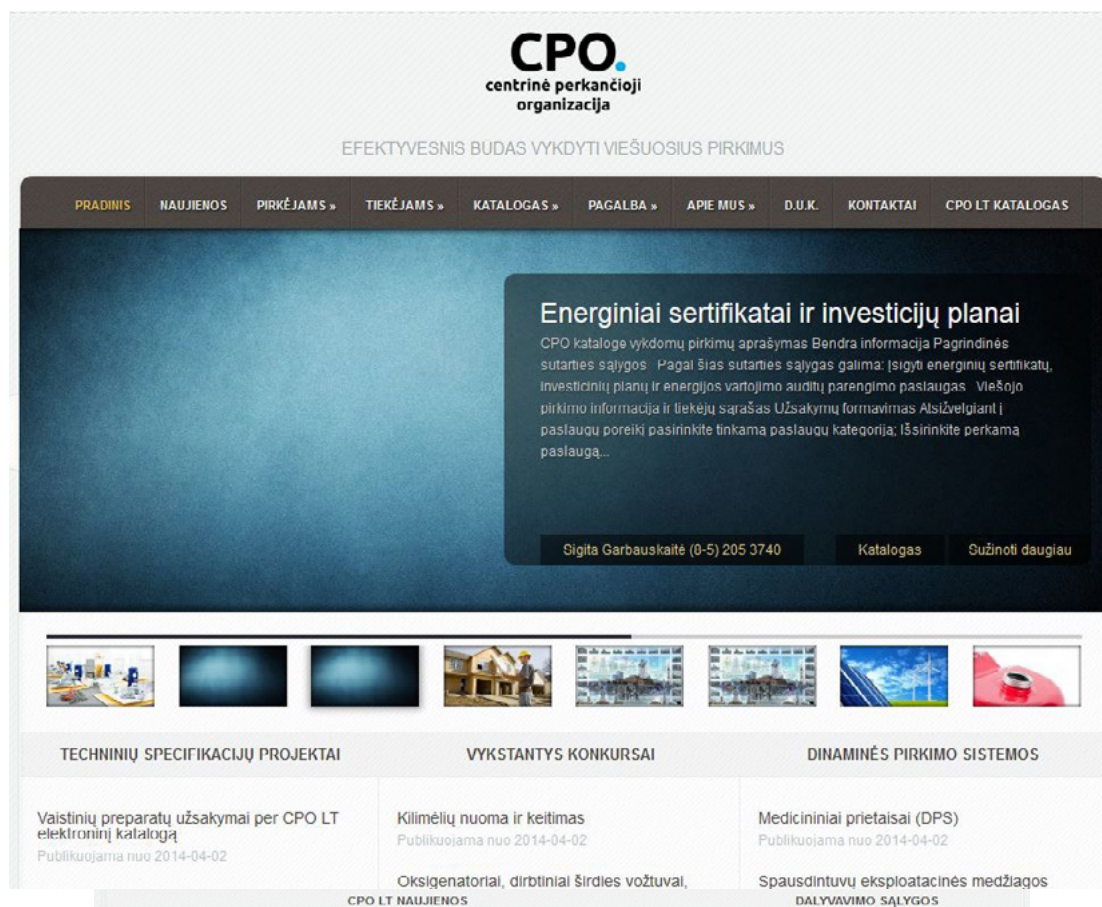 CPO.
centrinė perkančioji
organizacija
EFEKTYVESNIS BUDAS VYKDYTI VIEŠUOSIUS PIRKIMUS
PRADINIS NAUJIENOS PIRKĖJAMS » TIEKĖJAMS » KATALOGAS » PAGALBA » APIE MUS » D.U.K. KONTAKTAI CPO LT KATALOGAS
Energiniai sertifikatai ir investicijų planai
CPO kataloge vykdomų pirkimų aprašymas Bendra informacija Pagrindinės
sutarties sąlygos Pagal šias sutarties sąlygas galima: Įsigyti energinių sertifikatų,
investicinių planų ir energijos vartojimo auditų parengimo paslaugas Viešojo
pirkimo informacija ir tiekėjų sąrašas Užsakymų formavimas Atsižvelgiant į
paslaugų poreikį pasirinkite tinkamą paslaugų kategoriją; Išsirinkite perkamą
paslaugą...
Sigita Garbauskaitė (8-5) 205 3740 Katalogas Sužinoti daugiau
TECHNINIŲ SPECIFIKACIJŲ PROJEKTAI
Vaistinių preparatų užsakymai per CPO LT
elektroninį katalogą
Publikuojama nuo 2014-04-02
VYKSTANTYS KONKURSAI
Kilimėlių nuoma ir keitimas
Publikuojama nuo 2014-04-02
Oksigenatoriai, dirbtiniai širdies vožtuvai,
DINAMINĖS PIRKIMO SISTEMOS
Medicininiai prietaisai (DPS)
Publikuojama nuo 2014-04-02
Spausdintuvų eksploatacinės medžiagos
CPO LT NAUJIENOS DALYVAVIMO SĄLYGOS